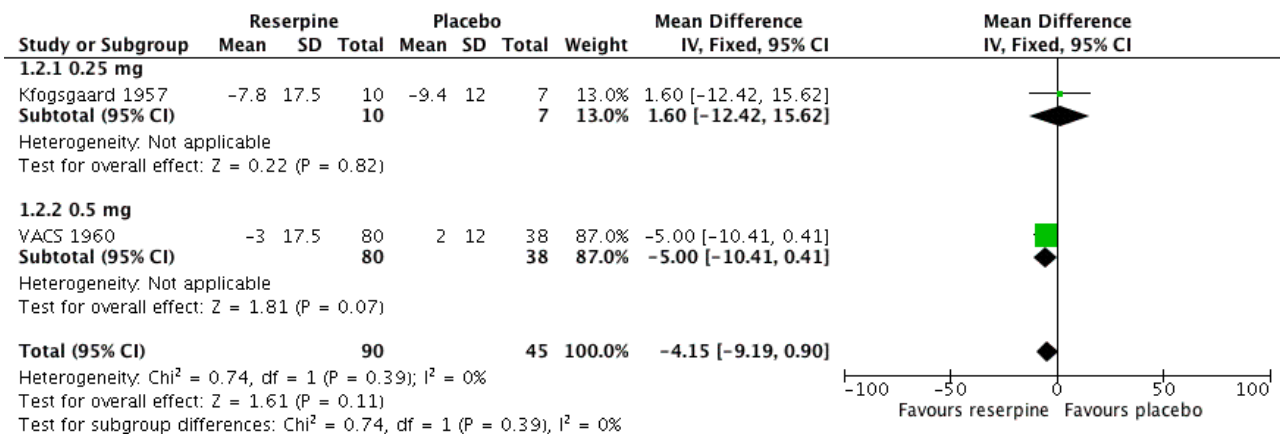 Reserpine Placebo Mean Difference Mean Difference
Study or Subgroup Mean SD Total Mean SD Total Weight IV, Fixed, 95% CI IV, Fixed, 95% CI
1.2.1 0.25 mg
Kfogsgaard 1957 −7.8 17.5 10 −9.4 12 7 13.0% 1.60 [−12.42, 15.62]
Subtotal (95% CI) 10 7 13.0% 1.60 [−12.42, 15.62]
Heterogeneity: Not applicable
Test for overall effect: Z = 0.22 (P = 0.82)
1.2.2 0.5 mg
VACS 1960 −3 17.5 80 2 12 38 87.0% −5.00 [−10.41, 0.41]
Subtotal (95% CI) 80 38 87.0% −5.00 [−10.41, 0.41]
Heterogeneity: Not applicable
Test for overall effect: Z = 1.81 (P = 0.07)
Total (95% CI) 90 45 100.0% −4.15 [−9.19, 0.90]
Heterogeneity: Chi² = 0.74, df = 1 (P = 0.39); I² = 0%
Test for overall effect: Z = 1.61 (P = 0.11)
Test for subgroup differences: Chi² = 0.74, df = 1 (P = 0.39), I² = 0%
−100 −50 0 50 100
Favours reserpine Favours placebo